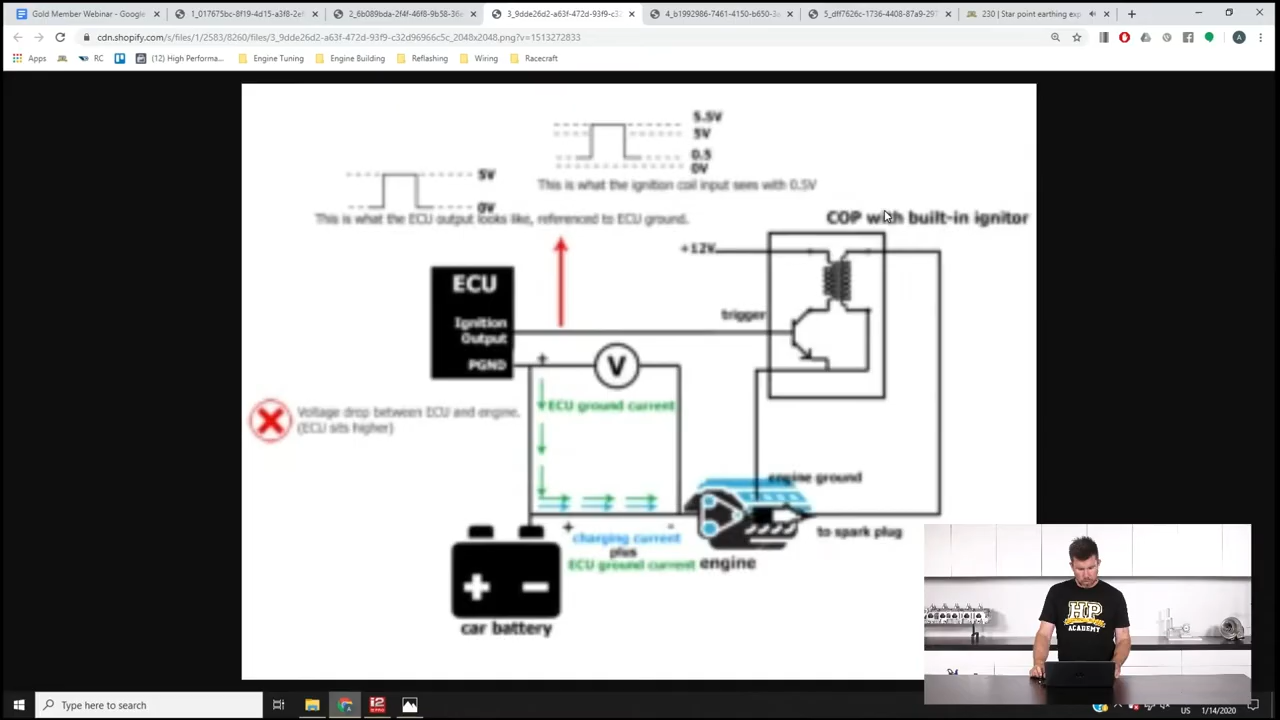 Gold Member Webinar - Google
1_017675bc-8f19-4d15-a3f8-2e
2_6b089bda-2f4f-46f8-9b58-36
3_9dde26d2-a63f-472d-93f9-c32
4_b1992986-7461-4150-b650-3
5_dff7626c-1736-4408-87a9-297
230 | Star point earthing exp
cdn.shopify.com/s/files/1/2583/8260/files/3_9dde26d2-a63f-472d-93f9-c32d96966c5c_2048x2048.png?v=1513272833
Apps
RC
(12) High Performa...
Engine Tuning
Engine Building
Reflashing
Wiring
Racecraft
5.5V
5V
0.5
0V
This is what the ignition coil input sees with 0.5V
5V
0V
This is what the ECU output looks like, referenced to ECU ground.
COP with built-in ignitor
+12V
ECU
Ignition
Output
PGND
trigger
+
V
ECU ground current
Voltage drop between ECU and engine.
(ECU sits higher)
engine ground
+ -
charging current
plus
ECU ground current
engine
to spark plug
+ -
car battery
HP
ACADEMY
Type here to search
US
1/14/2020